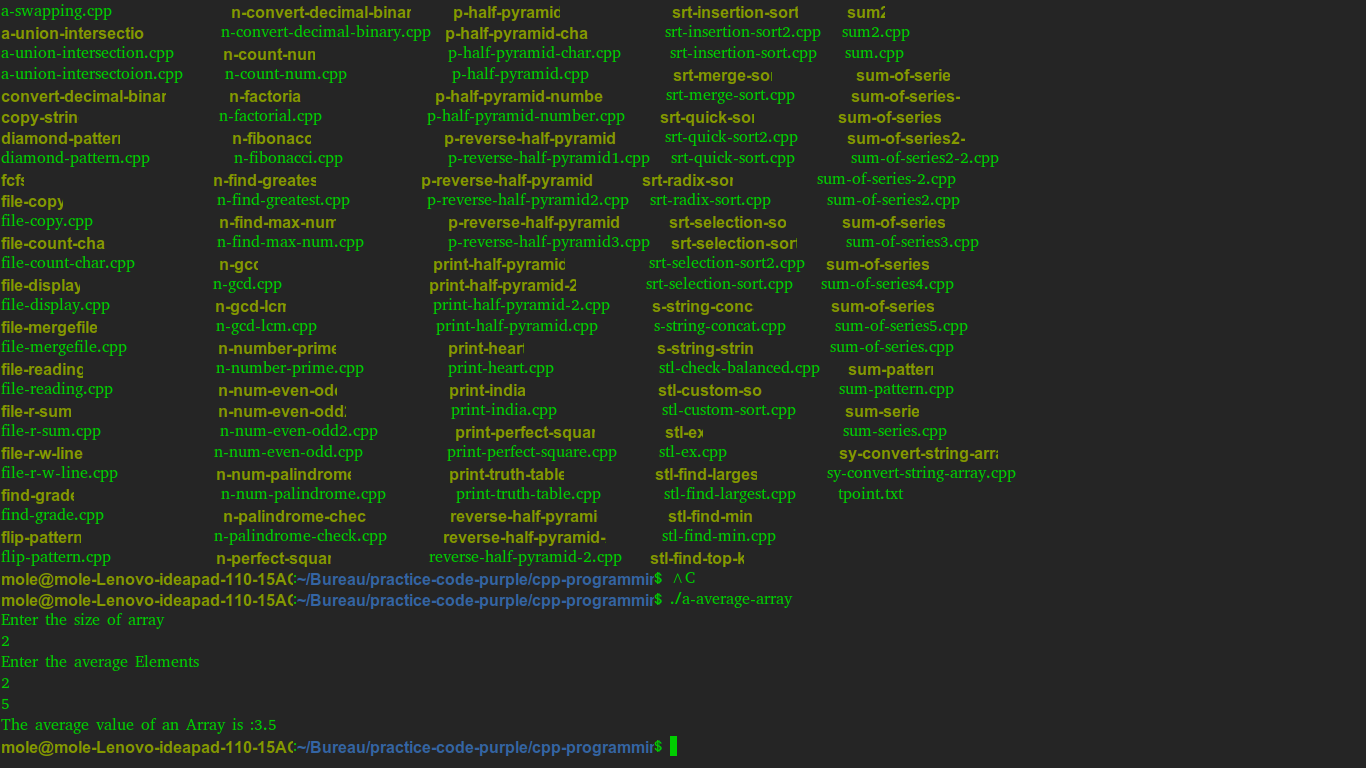 a-swapping.cpp n-convert-decimal-binar p-half-pyramid srt-insertion-sort sum2
a-union-intersectio n-convert-decimal-binary.cpp p-half-pyramid-cha srt-insertion-sort2.cpp sum2.cpp
a-union-intersection.cpp n-count-num p-half-pyramid-char.cpp srt-insertion-sort.cpp sum.cpp
a-union-intersectoion.cpp n-count-num.cpp p-half-pyramid.cpp srt-merge-sor sum-of-serie
convert-decimal-binar n-factoria p-half-pyramid-numbe srt-merge-sort.cpp sum-of-series-
copy-strin n-factorial.cpp p-half-pyramid-number.cpp srt-quick-sor sum-of-series
diamond-pattern n-fibonacc p-reverse-half-pyramid srt-quick-sort2.cpp sum-of-series2-
diamond-pattern.cpp n-fibonacci.cpp p-reverse-half-pyramid1.cpp srt-quick-sort.cpp sum-of-series2-2.cpp
fcfs n-find-greates p-reverse-half-pyramid srt-radix-sor sum-of-series-2.cpp
file-copy n-find-greatest.cpp p-reverse-half-pyramid2.cpp srt-radix-sort.cpp sum-of-series2.cpp
file-copy.cpp n-find-max-num p-reverse-half-pyramid srt-selection-so sum-of-series
file-count-cha n-find-max-num.cpp p-reverse-half-pyramid3.cpp srt-selection-sort sum-of-series3.cpp
file-count-char.cpp n-gcd print-half-pyramid srt-selection-sort2.cpp sum-of-series
file-display n-gcd.cpp print-half-pyramid-2 srt-selection-sort.cpp sum-of-series4.cpp
file-display.cpp n-gcd-lcm print-half-pyramid-2.cpp s-string-conc sum-of-series
file-mergefile n-gcd-lcm.cpp print-half-pyramid.cpp s-string-concat.cpp sum-of-series5.cpp
file-mergefile.cpp n-number-prime print-heart s-string-strin sum-of-series.cpp
file-reading n-number-prime.cpp print-heart.cpp stl-check-balanced.cpp sum-pattern
file-reading.cpp n-num-even-odd print-india stl-custom-so sum-pattern.cpp
file-r-sum n-num-even-odd2 print-india.cpp stl-custom-sort.cpp sum-serie
file-r-sum.cpp n-num-even-odd2.cpp print-perfect-squar stl-ex sum-series.cpp
file-r-w-line n-num-even-odd.cpp print-perfect-square.cpp stl-ex.cpp sy-convert-string-arra
file-r-w-line.cpp n-num-palindrome print-truth-table stl-find-larges sy-convert-string-array.cpp
find-grade n-num-palindrome.cpp print-truth-table.cpp stl-find-largest.cpp tpoint.txt
find-grade.cpp n-palindrome-chec reverse-half-pyrami stl-find-min
flip-pattern n-palindrome-check.cpp reverse-half-pyramid- stl-find-min.cpp
flip-pattern.cpp n-perfect-squar reverse-half-pyramid-2.cpp stl-find-top-k
mole@mole-Lenovo-ideapad-110-15AC:~/Bureau/practice-code-purple/cpp-programmin$ ^C
mole@mole-Lenovo-ideapad-110-15AC:~/Bureau/practice-code-purple/cpp-programmin$ ./a-average-array
Enter the size of array
2
Enter the average Elements
2
5
The average value of an Array is :3.5
mole@mole-Lenovo-ideapad-110-15AC:~/Bureau/practice-code-purple/cpp-programmin$